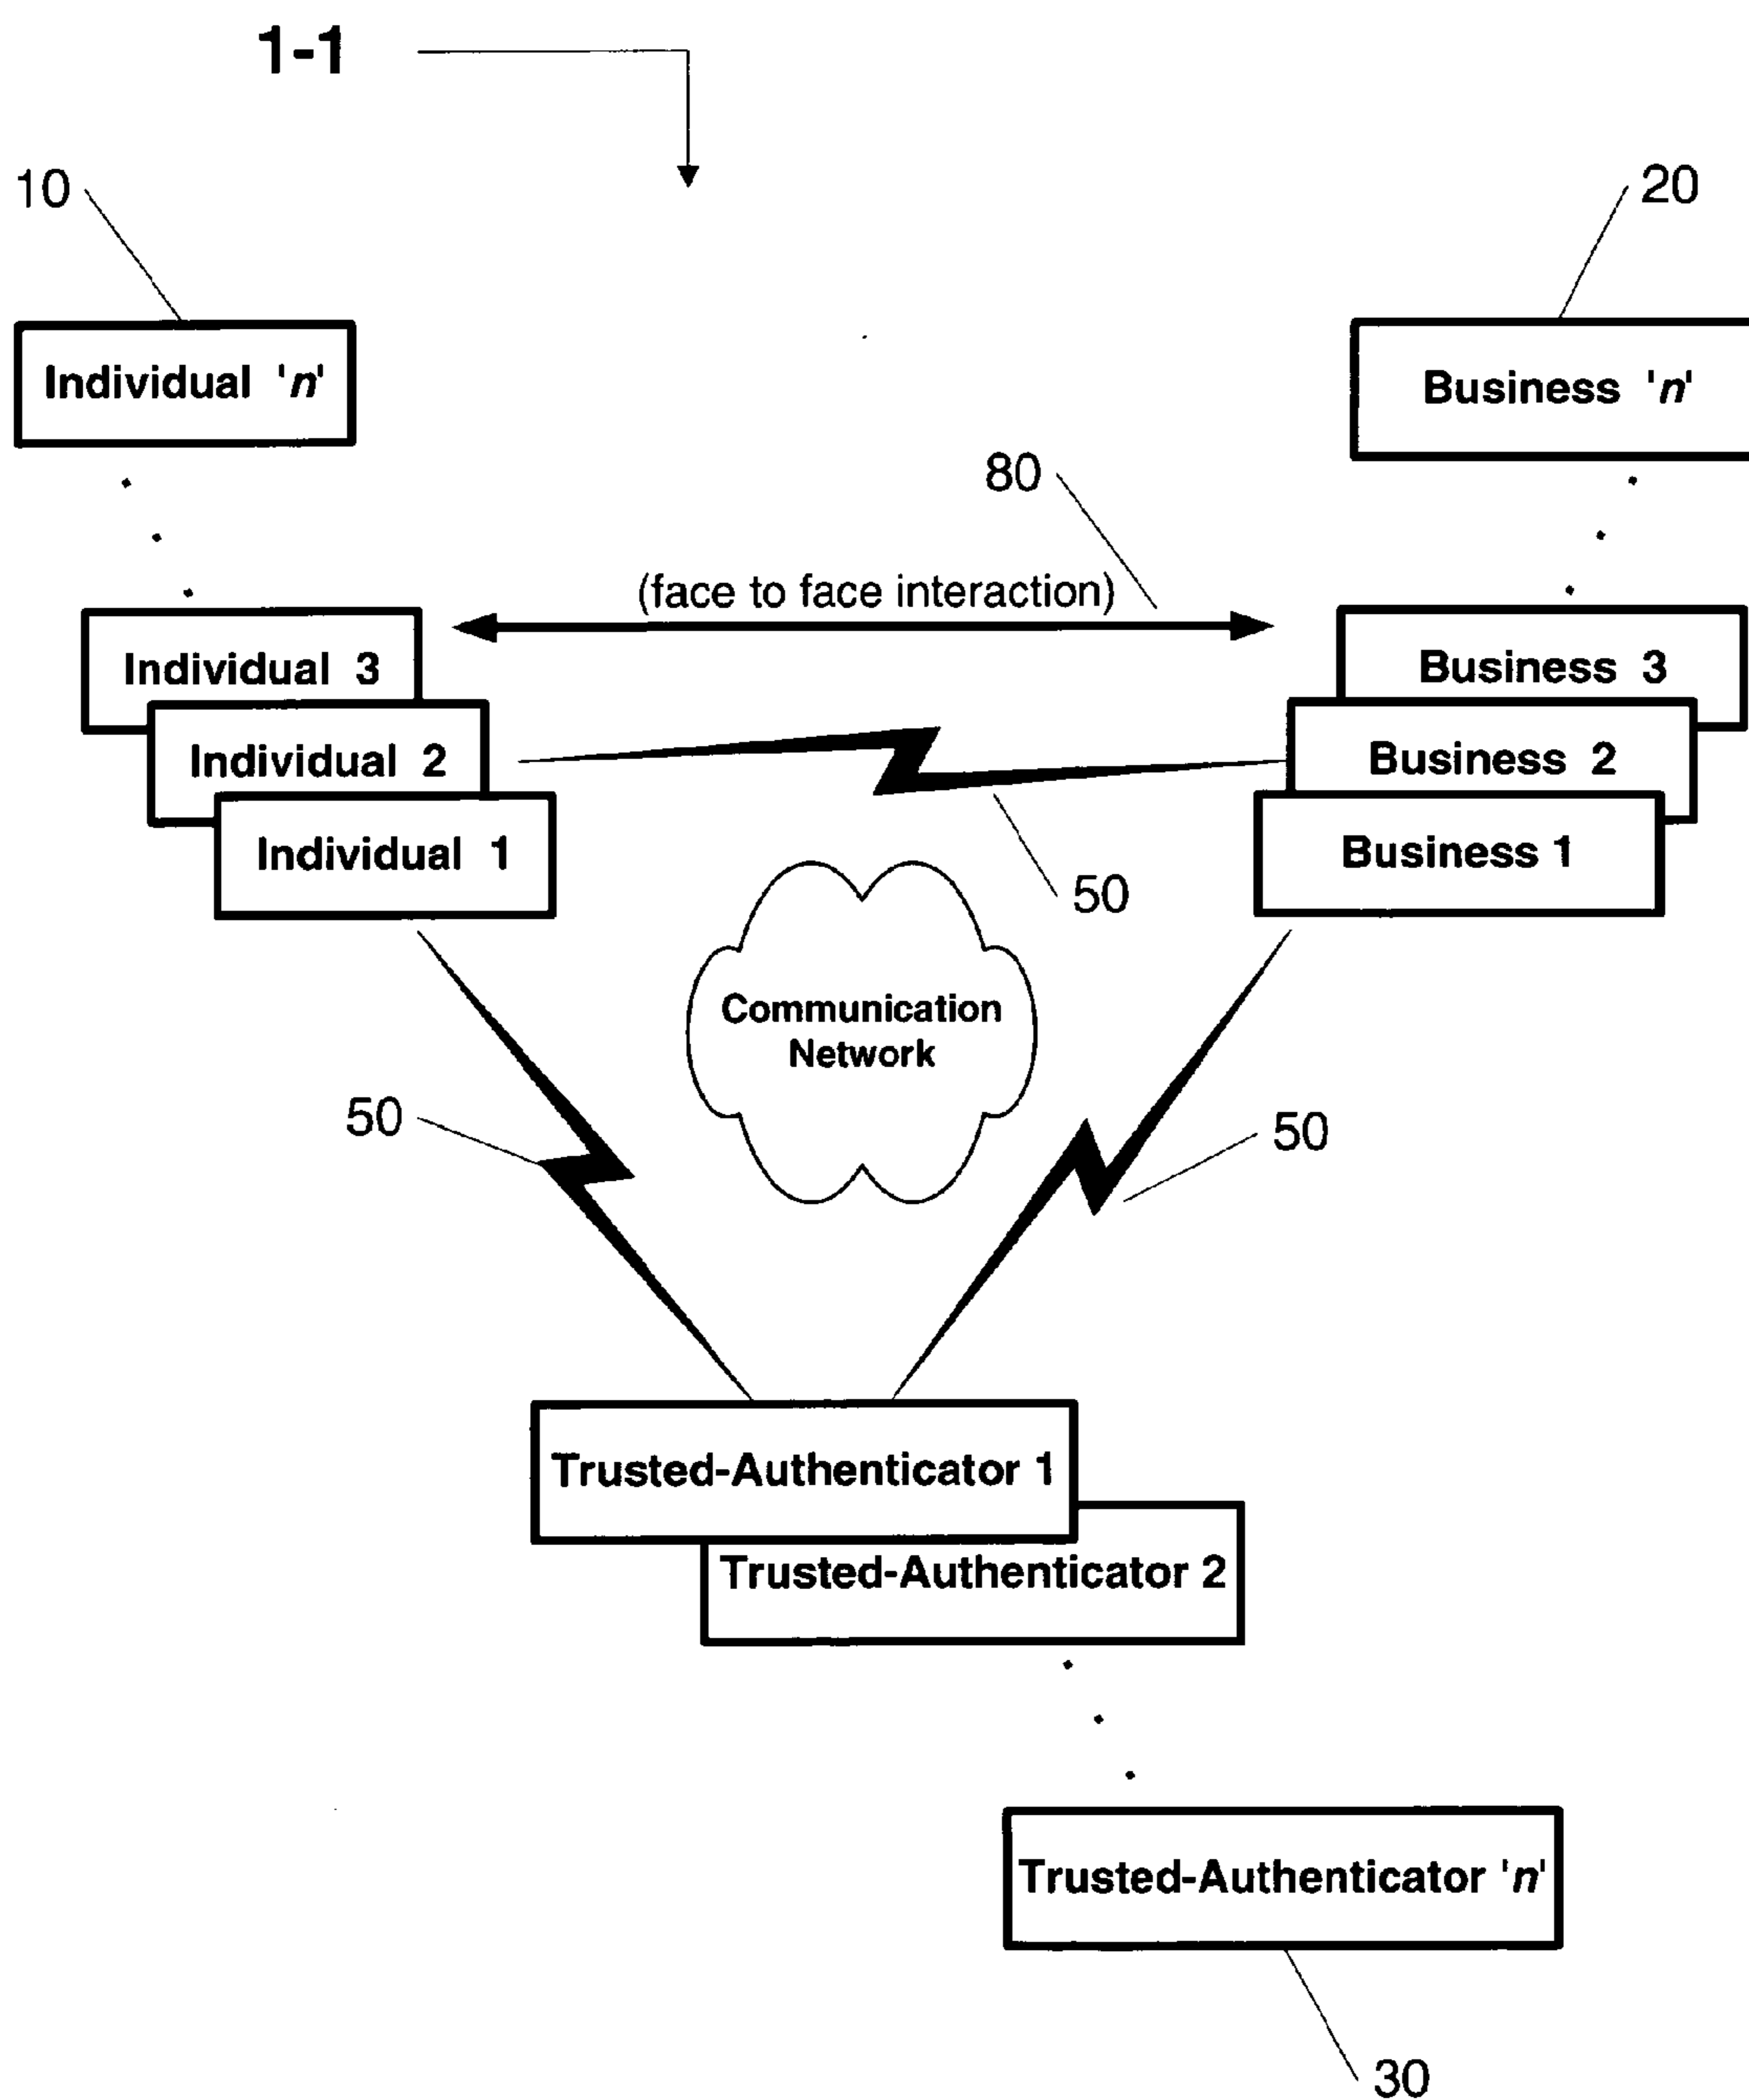 1-1
10
20
Individual 'n'
Business 'n'
80
(face to face interaction)
Individual 3
Business 3
Individual 2
Business 2
Individual 1
Business 1
50
Communication
Network
50
50
Trusted-Authenticator 1
Trusted-Authenticator 2
Trusted-Authenticator 'n'
30